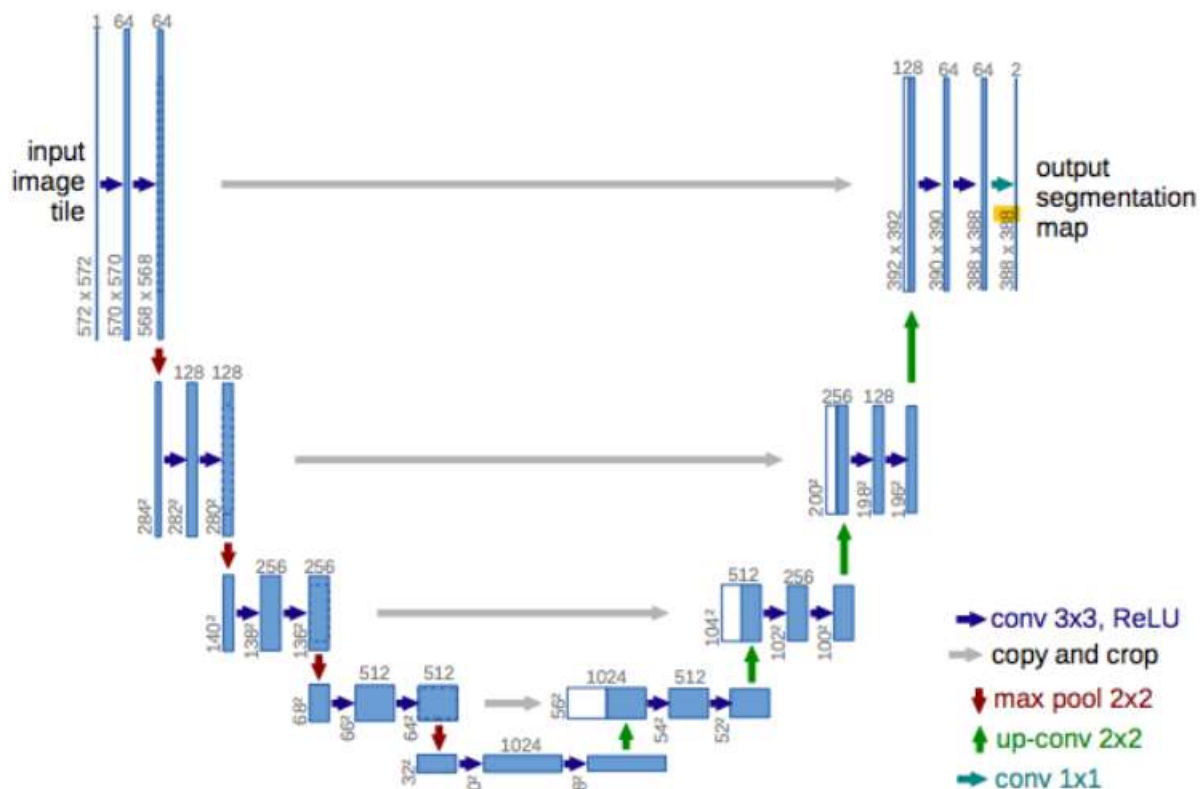 1 64 64
128 64 64 2
input
image
tile
output
segmentation
map
572 x 572
570 x 570
568 x 568
392 x 392
390 x 390
388 x 388
388 x 388
128 128
256 128
284²
282²
280²
200²
198²
196²
256 256
512 256
140²
138²
136²
104²
102²
100²
conv 3x3, ReLU
copy and crop
max pool 2x2
up-conv 2x2
conv 1x1
512 512
1024 512
68²
66²
64²
56²
54²
52²
1024
32²